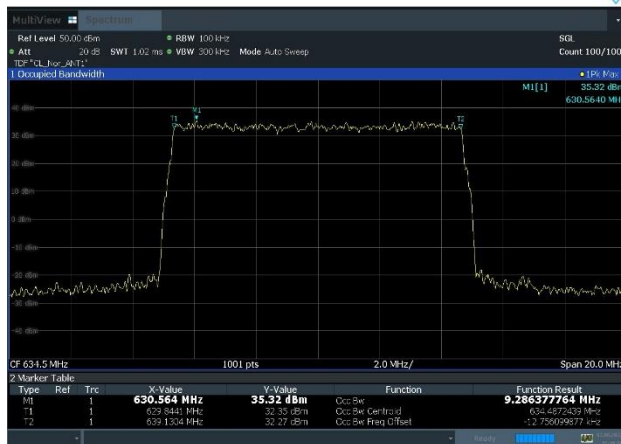 MultiView Spectrum
Ref Level 50.00 dBm RBW 100 kHz SGL
Att 20 dB SWT 1.02 ms VBW 300 kHz Mode Auto Sweep Count 100/100
TDF "CL_Nor_ANT1"
1 Occupied Bandwidth 1Pk Max
M1[1] 35.32 dBm
630.5640 MHz
40 dBm
M1
T1 T2
30 dBm
20 dBm
10 dBm
0 dBm
-20 dBm
-30 dBm
-40 dBm
CF 634.5 MHz 1001 pts 2.0 MHz/ Span 20.0 MHz
2 Marker Table
Type Ref Trc X-Value Y-Value Function Function Result
M1 1 630.564 MHz 35.32 dBm Occ Bw 9.286377764 MHz
T1 1 629.8441 MHz 32.35 dBm Occ Bw Centroid 634.4872439 MHz
T2 1 639.1304 MHz 32.27 dBm Occ Bw Freq Offset -12.756099877 kHz
Ready